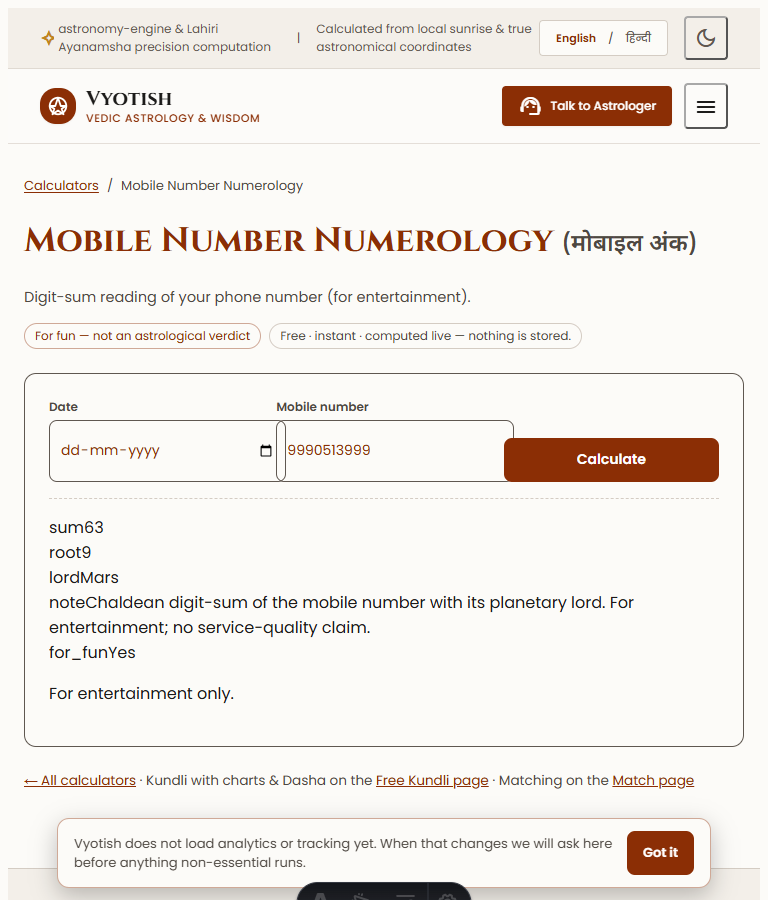 astronomy-engine & Lahiri
Ayanamsha precision computation
|
Calculated from local sunrise & true
astronomical coordinates
English / हिन्दी
Vyotish
VEDIC ASTROLOGY & WISDOM
Talk to Astrologer
Calculators / Mobile Number Numerology
Mobile Number Numerology (मोबाइल अंक)
Digit-sum reading of your phone number (for entertainment).
For fun — not an astrological verdict
Free · instant · computed live — nothing is stored.
Date
Mobile number
dd-mm-yyyy
9990513999
Calculate
sum63
root9
lordMars
noteChaldean digit-sum of the mobile number with its planetary lord. For
entertainment; no service-quality claim.
for_funYes
For entertainment only.
← All calculators · Kundli with charts & Dasha on the Free Kundli page · Matching on the Match page
Vyotish does not load analytics or tracking yet. When that changes we will ask here
before anything non-essential runs.
Got it